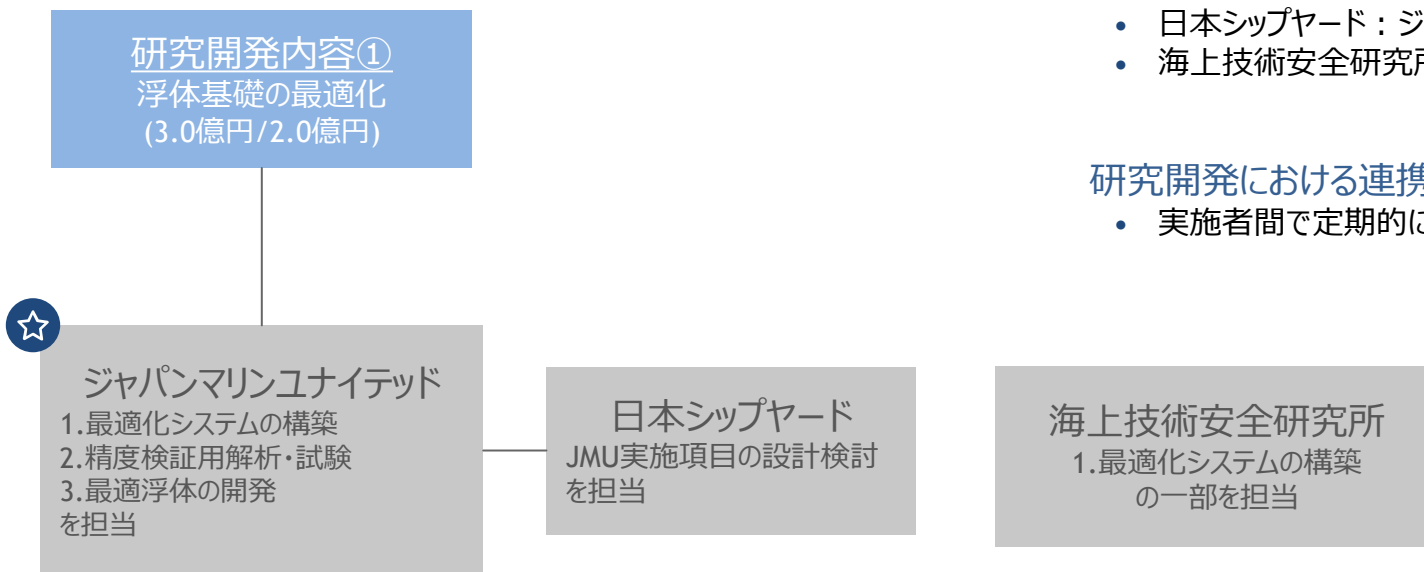 研究開発内容①
浮体基礎の最適化
(3.0億円/2.0億円)
• 日本シップヤード：ジ
• 海上技術安全研究
研究開発における連携
• 実施者間で定期的に
ジャパンマリンユナイテッド
1.最適化システムの構築
2.精度検証用解析・試験
3.最適浮体の開発
を担当
日本シップヤード
JMU実施項目の設計検討
を担当
海上技術安全研究所
1.最適化システムの構築
の一部を担当